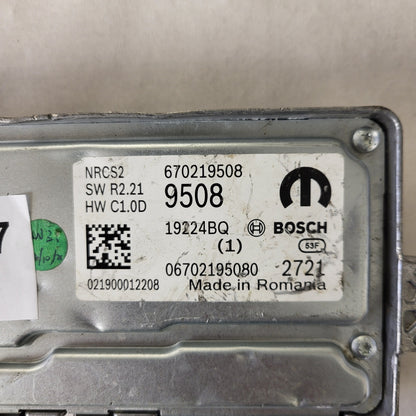 NRCS2 670219508
SW R2.21 9508
HW C1.0D
19224BQ BOSCH
(1) 53F
06702195080 2721
021900012208 Made in Romania
7